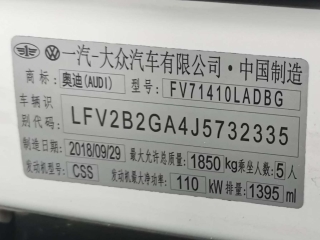 一汽-大众汽车有限公司·中国制造
商标: 奥迪(AUDI) 型号: FV71410LADBG
车辆识别代号: LFV2B2GA4J5732335
制造日期: 2018/09/29 最大允许总质量: 1850 kg 乘坐人数: 5 人
发动机型号: CSS 发动机最大净功率: 110 kW 排量: 1395 ml